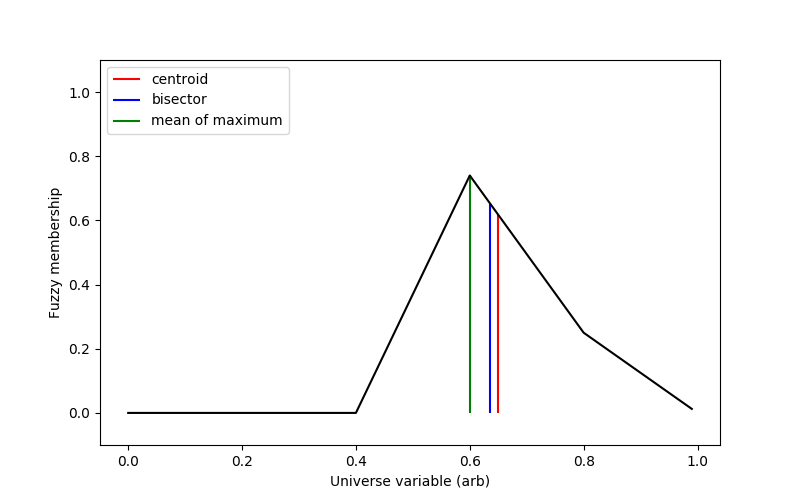 centroid
bisector
mean of maximum
1.0
0.8
0.6
0.4
0.2
0.0
Fuzzy membership
0.0 0.2 0.4 0.6 0.8 1.0
Universe variable (arb)